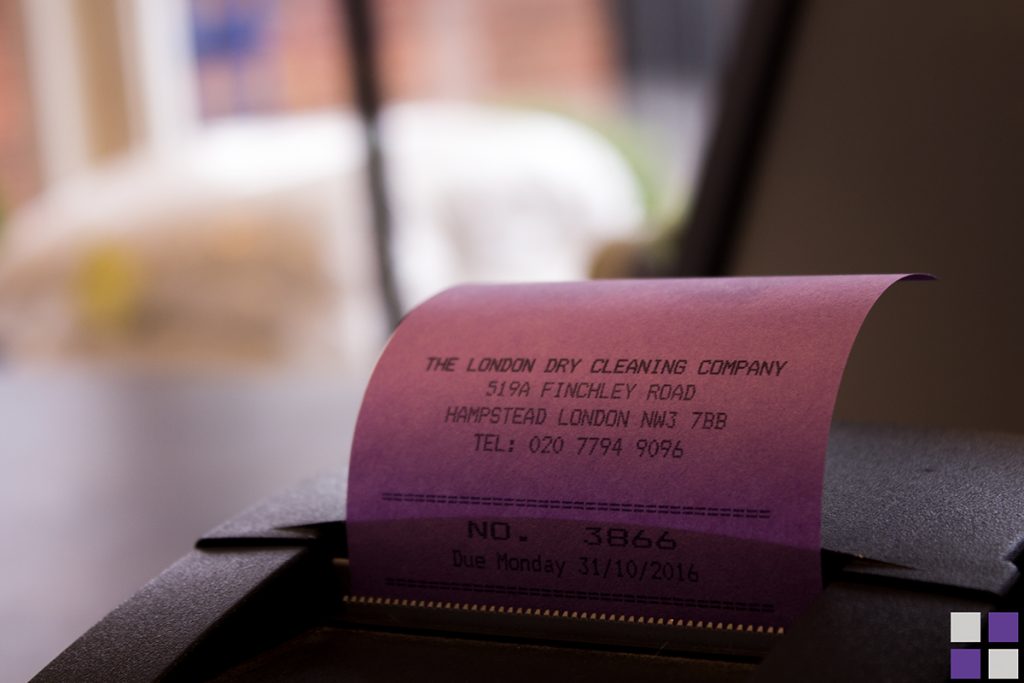 THE LONDON DRY CLEANING COMPANY
519A FINCHLEY ROAD
HAMPSTEAD LONDON NW3 7BB
TEL: 020 7794 9096
================================
NO. 3866
Due Monday 31/10/2016
================================